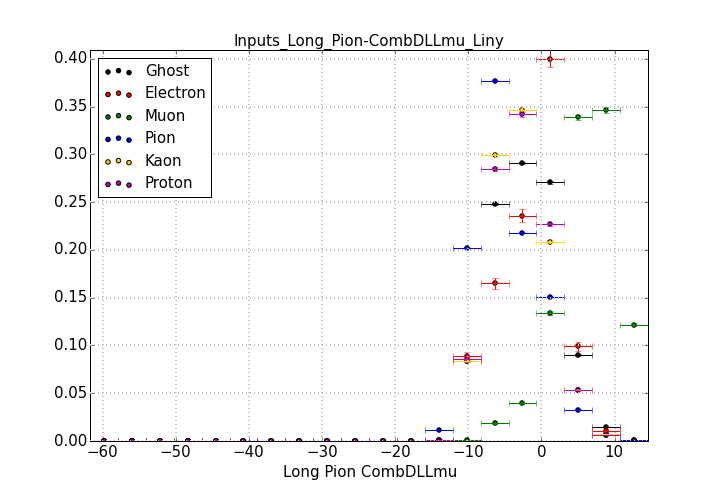 Inputs_Long_Pion-CombDLLmu_Liny
0.40
0.35
0.30
0.25
0.20
0.15
0.10
0.05
0.00
Ghost
Electron
Muon
Pion
Kaon
Proton
−60 −50 −40 −30 −20 −10 0 10
Long Pion CombDLLmu